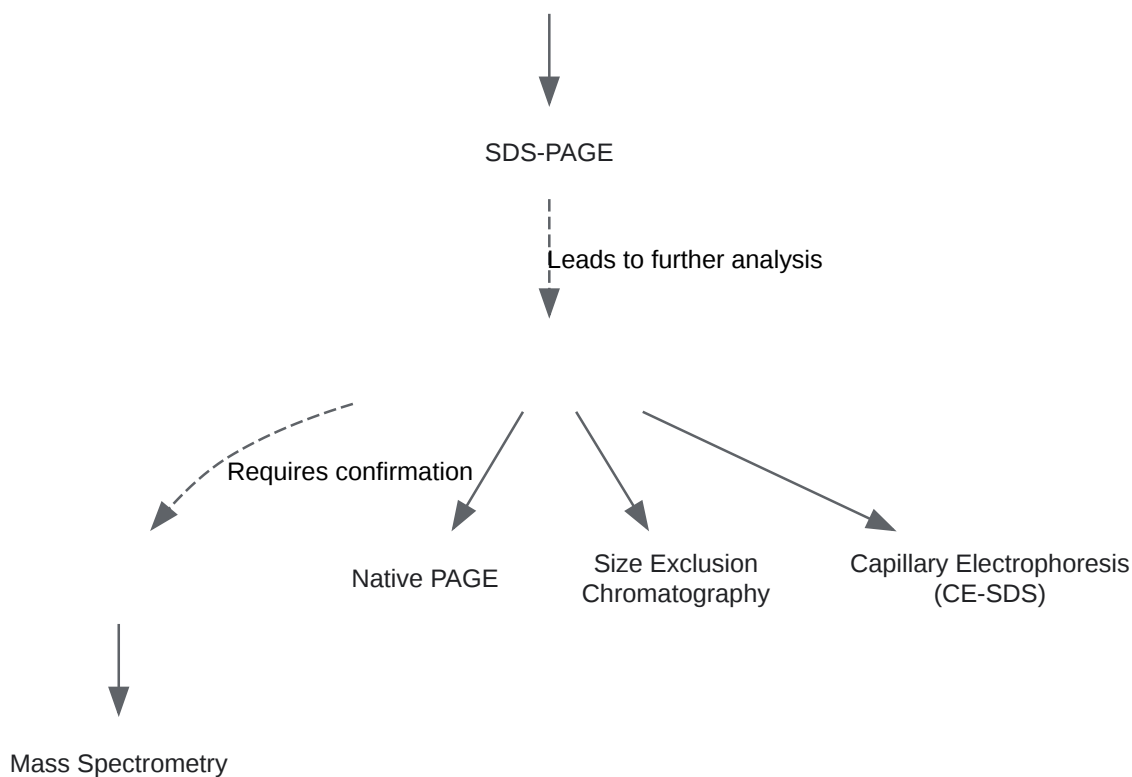 SDS-PAGE
Leads to further analysis
Requires confirmation
Native PAGE
Size Exclusion
Chromatography
Capillary Electrophoresis
(CE-SDS)
Mass Spectrometry